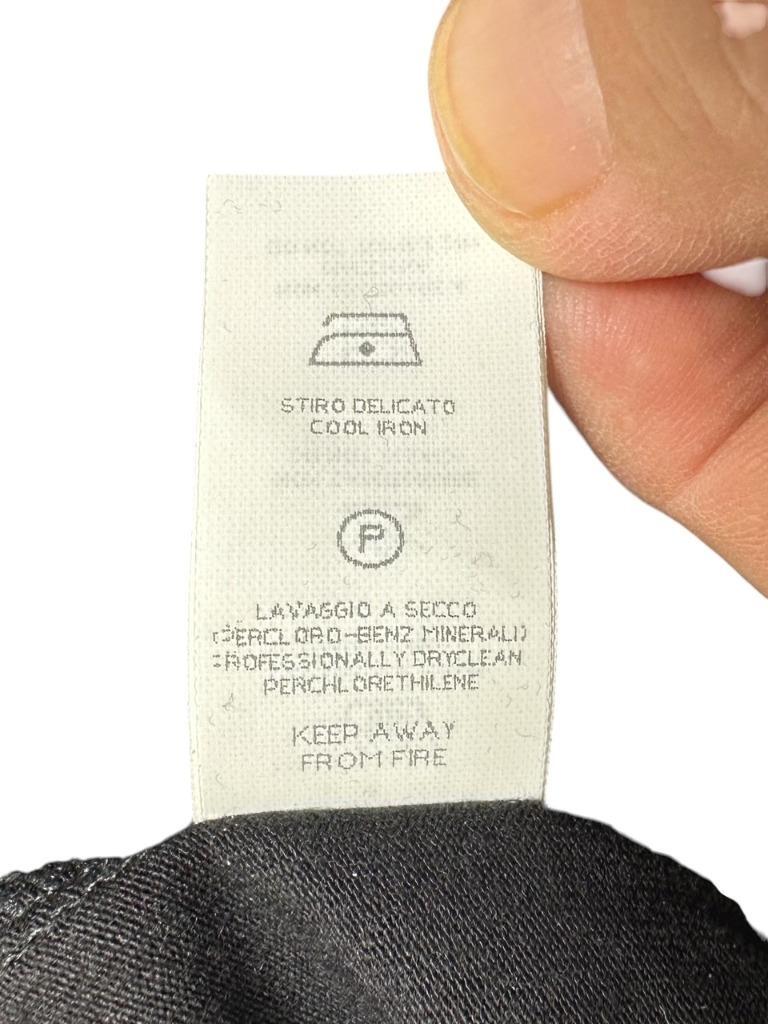 STIRO DELICATO
COOL IRON
P
LAVAGGIO A SECCO
(PERCLORO-BENZ MINERALI)
PROFESSIONALLY DRYCLEAN
PERCHLORETHILENE
KEEP AWAY
FROM FIRE